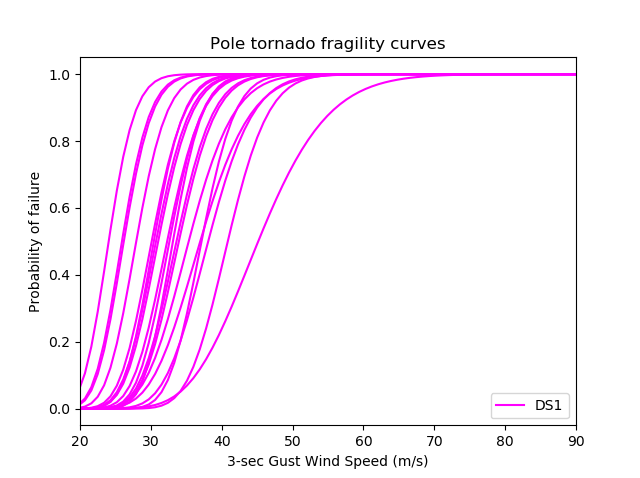 Pole tornado fragility curves
Probability of failure
1.0
0.8
0.6
0.4
0.2
0.0
20 30 40 50 60 70 80 90
3-sec Gust Wind Speed (m/s)
DS1